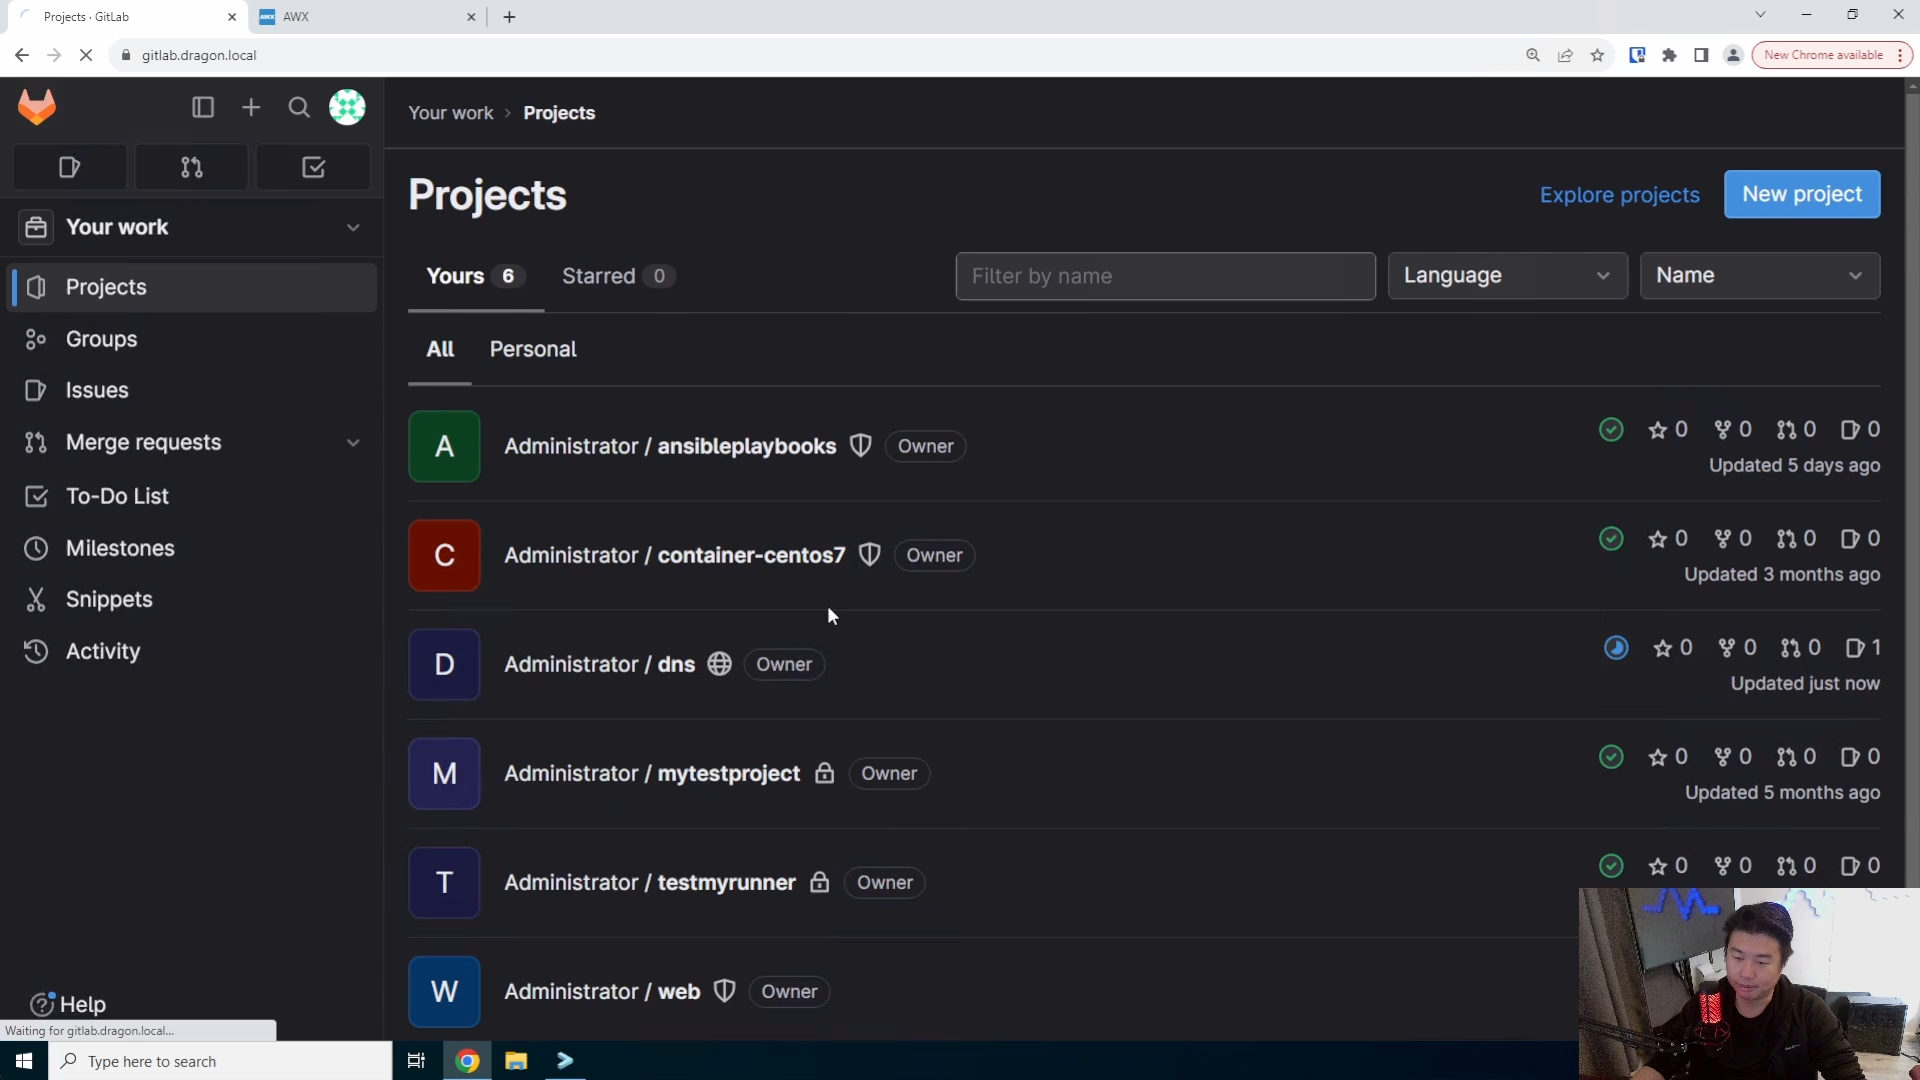 Projects · GitLab
AWX
AWX
gitlab.dragon.local
New Chrome available
Your work
Projects
Groups
Issues
Merge requests
To-Do List
Milestones
Snippets
Activity
Help
Waiting for gitlab.dragon.local...
Your work › Projects
Projects
Explore projects
New project
Yours 6
Starred 0
Filter by name
Language
Name
All
Personal
A
Administrator / ansibleplaybooks
Owner
0 0 0 0
Updated 5 days ago
C
Administrator / container-centos7
Owner
0 0 0 0
Updated 3 months ago
D
Administrator / dns
Owner
0 0 0 1
Updated just now
M
Administrator / mytestproject
Owner
0 0 0 0
Updated 5 months ago
T
Administrator / testmyrunner
Owner
0 0 0 0
W
Administrator / web
Owner
Type here to search